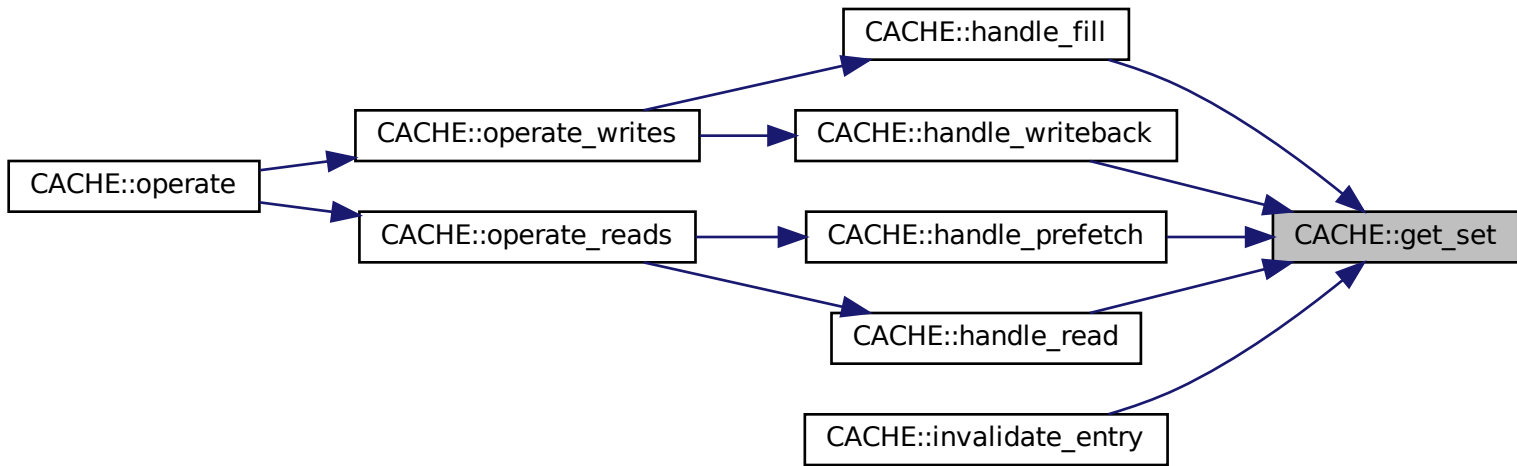 CACHE::handle_fill
CACHE::operate_writes
CACHE::handle_writeback
CACHE::operate
CACHE::operate_reads
CACHE::handle_prefetch
CACHE::get_set
CACHE::handle_read
CACHE::invalidate_entry